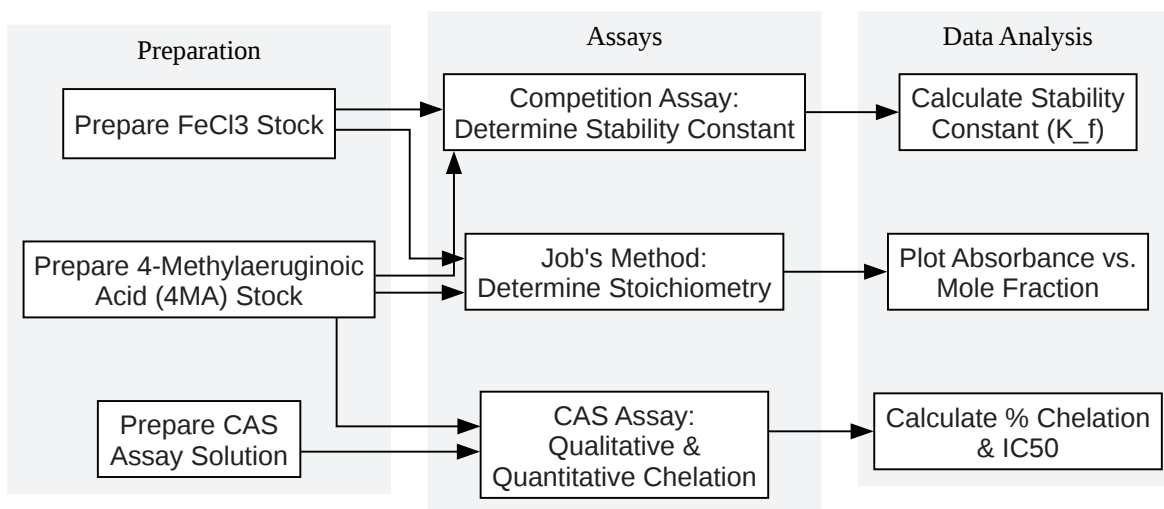 Preparation
Prepare FeCl3 Stock
Prepare 4-Methylaeruginoic
Acid (4MA) Stock
Prepare CAS
Assay Solution
Assays
Competition Assay:
Determine Stability Constant
Job's Method:
Determine Stoichiometry
CAS Assay:
Qualitative &
Quantitative Chelation
Data Analysis
Calculate Stability
Constant (K_f)
Plot Absorbance vs.
Mole Fraction
Calculate % Chelation
& IC50